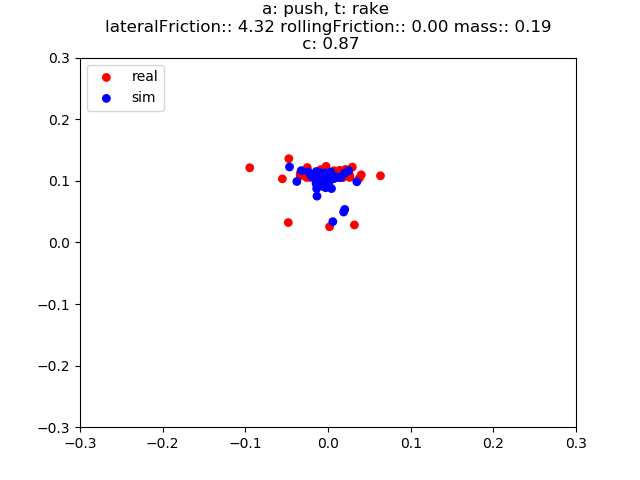 a: push, t: rake
lateralFriction:: 4.32 rollingFriction:: 0.00 mass:: 0.19
c: 0.87
real
sim
0.3
0.2
0.1
0.0
−0.1
−0.2
−0.3
−0.3 −0.2 −0.1 0.0 0.1 0.2 0.3